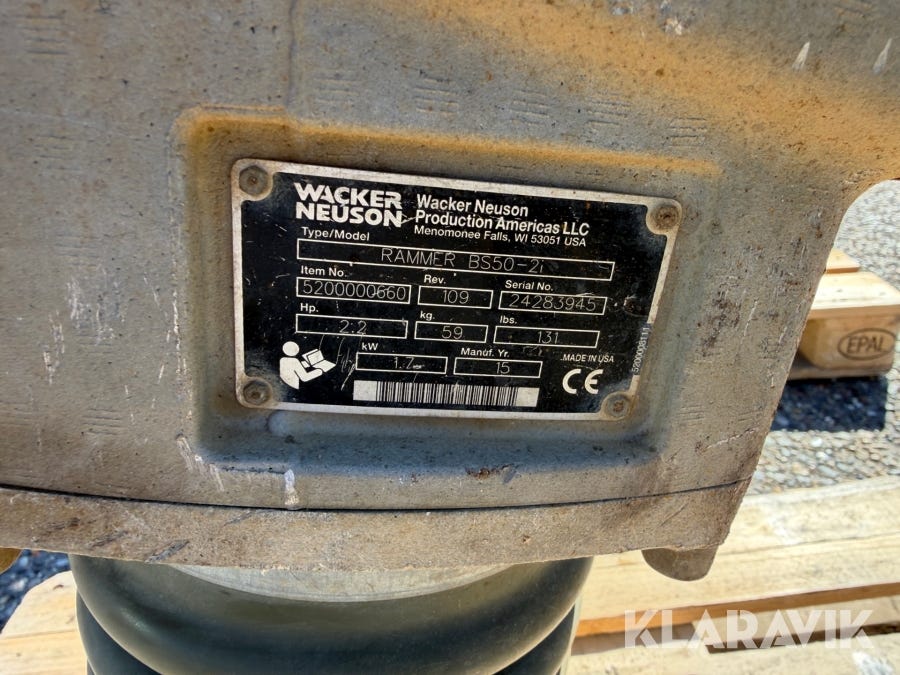 WACKER
NEUSON
Wacker Neuson
Production Americas LLC
Menomonee Falls, WI 53051 USA
Type/Model
RAMMER BS50-2i
Item No. Rev. Serial No.
5200000660 109 24283945
Hp. kg. lbs.
2.2 59 131
kW Manuf. Yr. MADE IN USA
1.7 15 CE
5200008111
EPAL
KLARAVIK